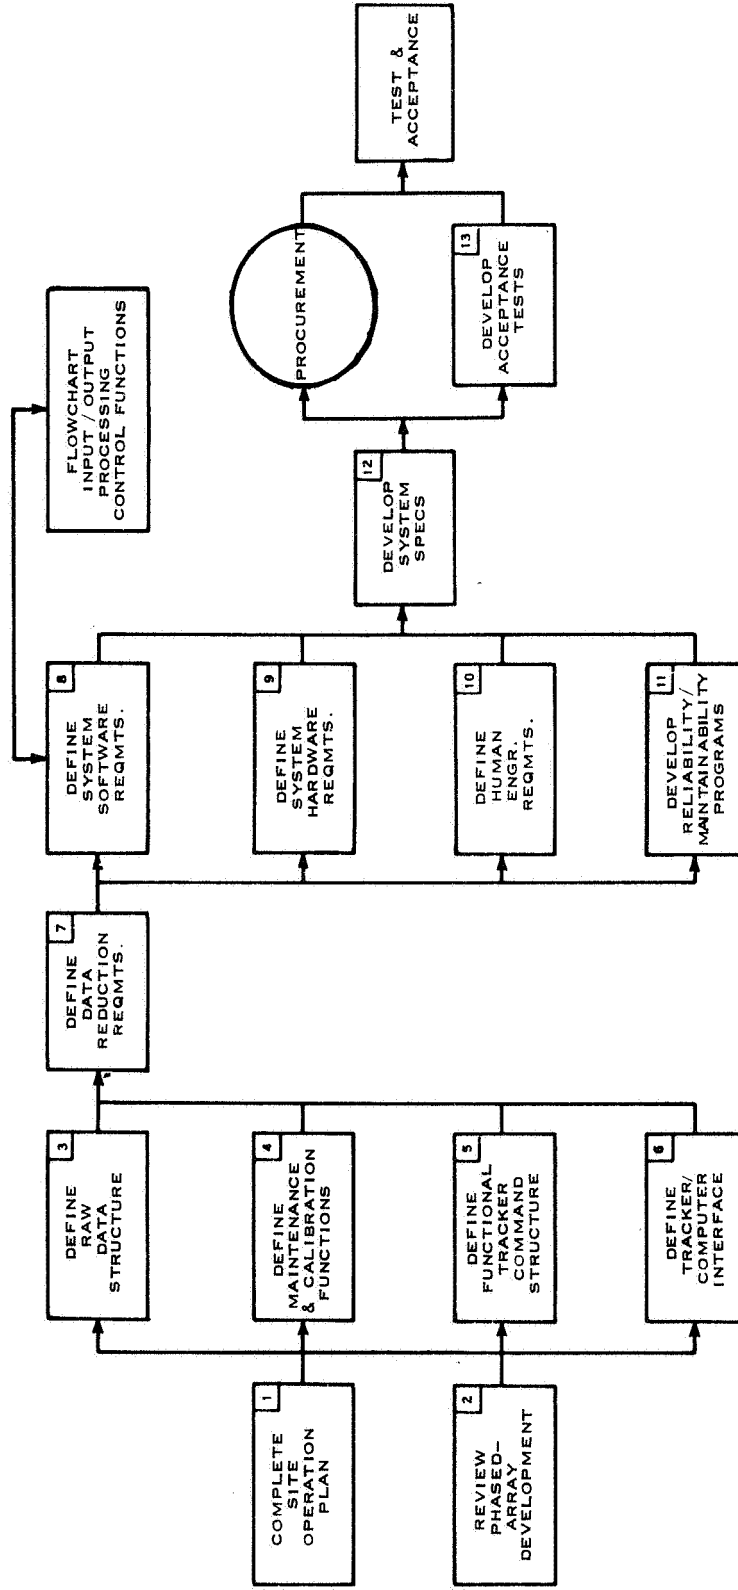 1
COMPLETE
SITE
OPERATION
PLAN
2
REVIEW
PHASED—
ARRAY
DEVELOPMENT
3
DEFINE
RAW
DATA
STRUCTURE
4
DEFINE
MAINTENANCE
& CALIBRATION
FUNCTIONS
5
DEFINE
FUNCTIONAL
TRACKER
COMMAND
STRUCTURE
6
DEFINE
TRACKER/
COMPUTER
INTERFACE
7
DEFINE
DATA
REDUCTION
REQMTS.
8
DEFINE
SYSTEM
SOFTWARE
REQMTS.
9
DEFINE
SYSTEM
HARDWARE
REQMTS.
10
DEFINE
HUMAN
ENGR.
REQMTS.
11
DEVELOP
RELIABILITY/
MAINTAINABILITY
PROGRAMS
FLOWCHART
INPUT / OUTPUT
PROCESSING
CONTROL FUNCTIONS
12
DEVELOP
SYSTEM
SPECS
PROCUREMENT
13
DEVELOP
ACCEPTANCE
TESTS
TEST &
ACCEPTANCE